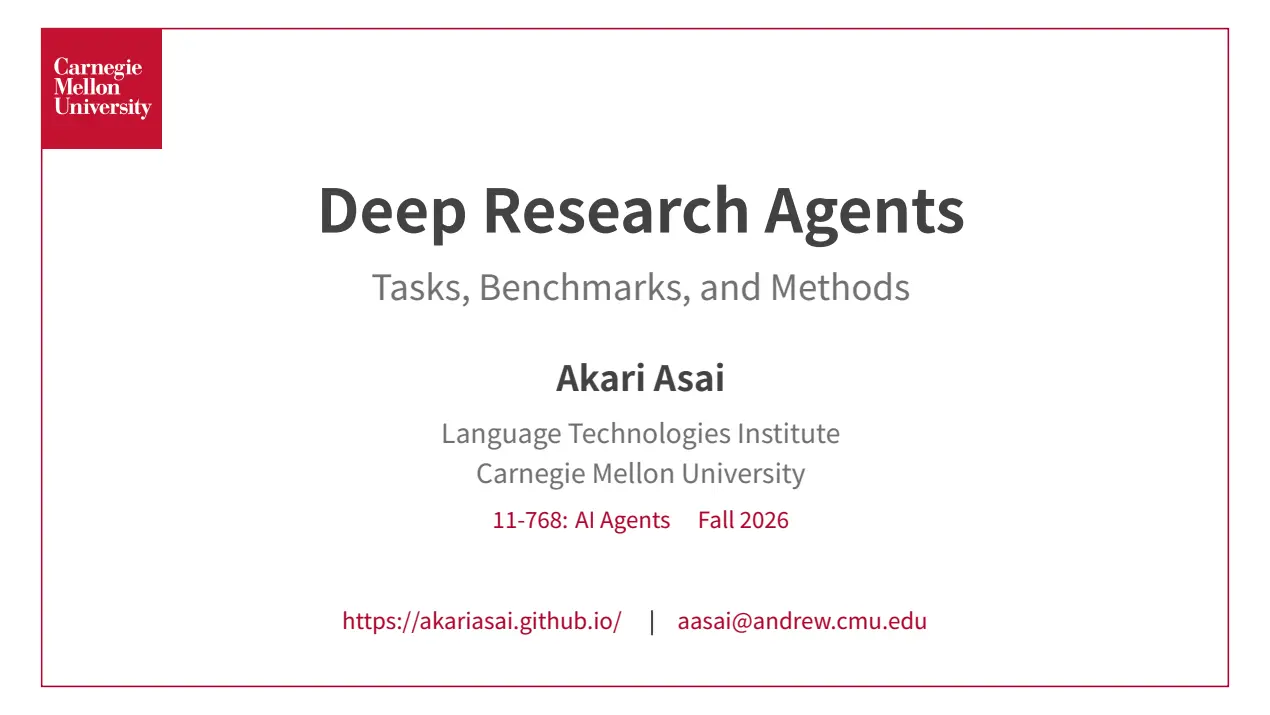 Carnegie
Mellon
University
Deep Research Agents
Tasks, Benchmarks, and Methods
Akari Asai
Language Technologies Institute
Carnegie Mellon University
11-768: AI Agents Fall 2026
https://akariasai.github.io/ | aasai@andrew.cmu.edu